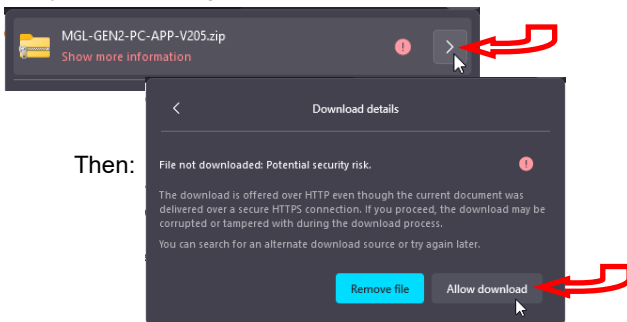 MGL-GEN2-PC-APP-V205.zip
Show more information
Download details
Then:
File not downloaded: Potential security risk.
The download is offered over HTTP even though the current document was
delivered over a secure HTTPS connection. If you proceed, the download may be
corrupted or tampered with during the download process.
You can search for an alternate download source or try again later.
Remove file
Allow download